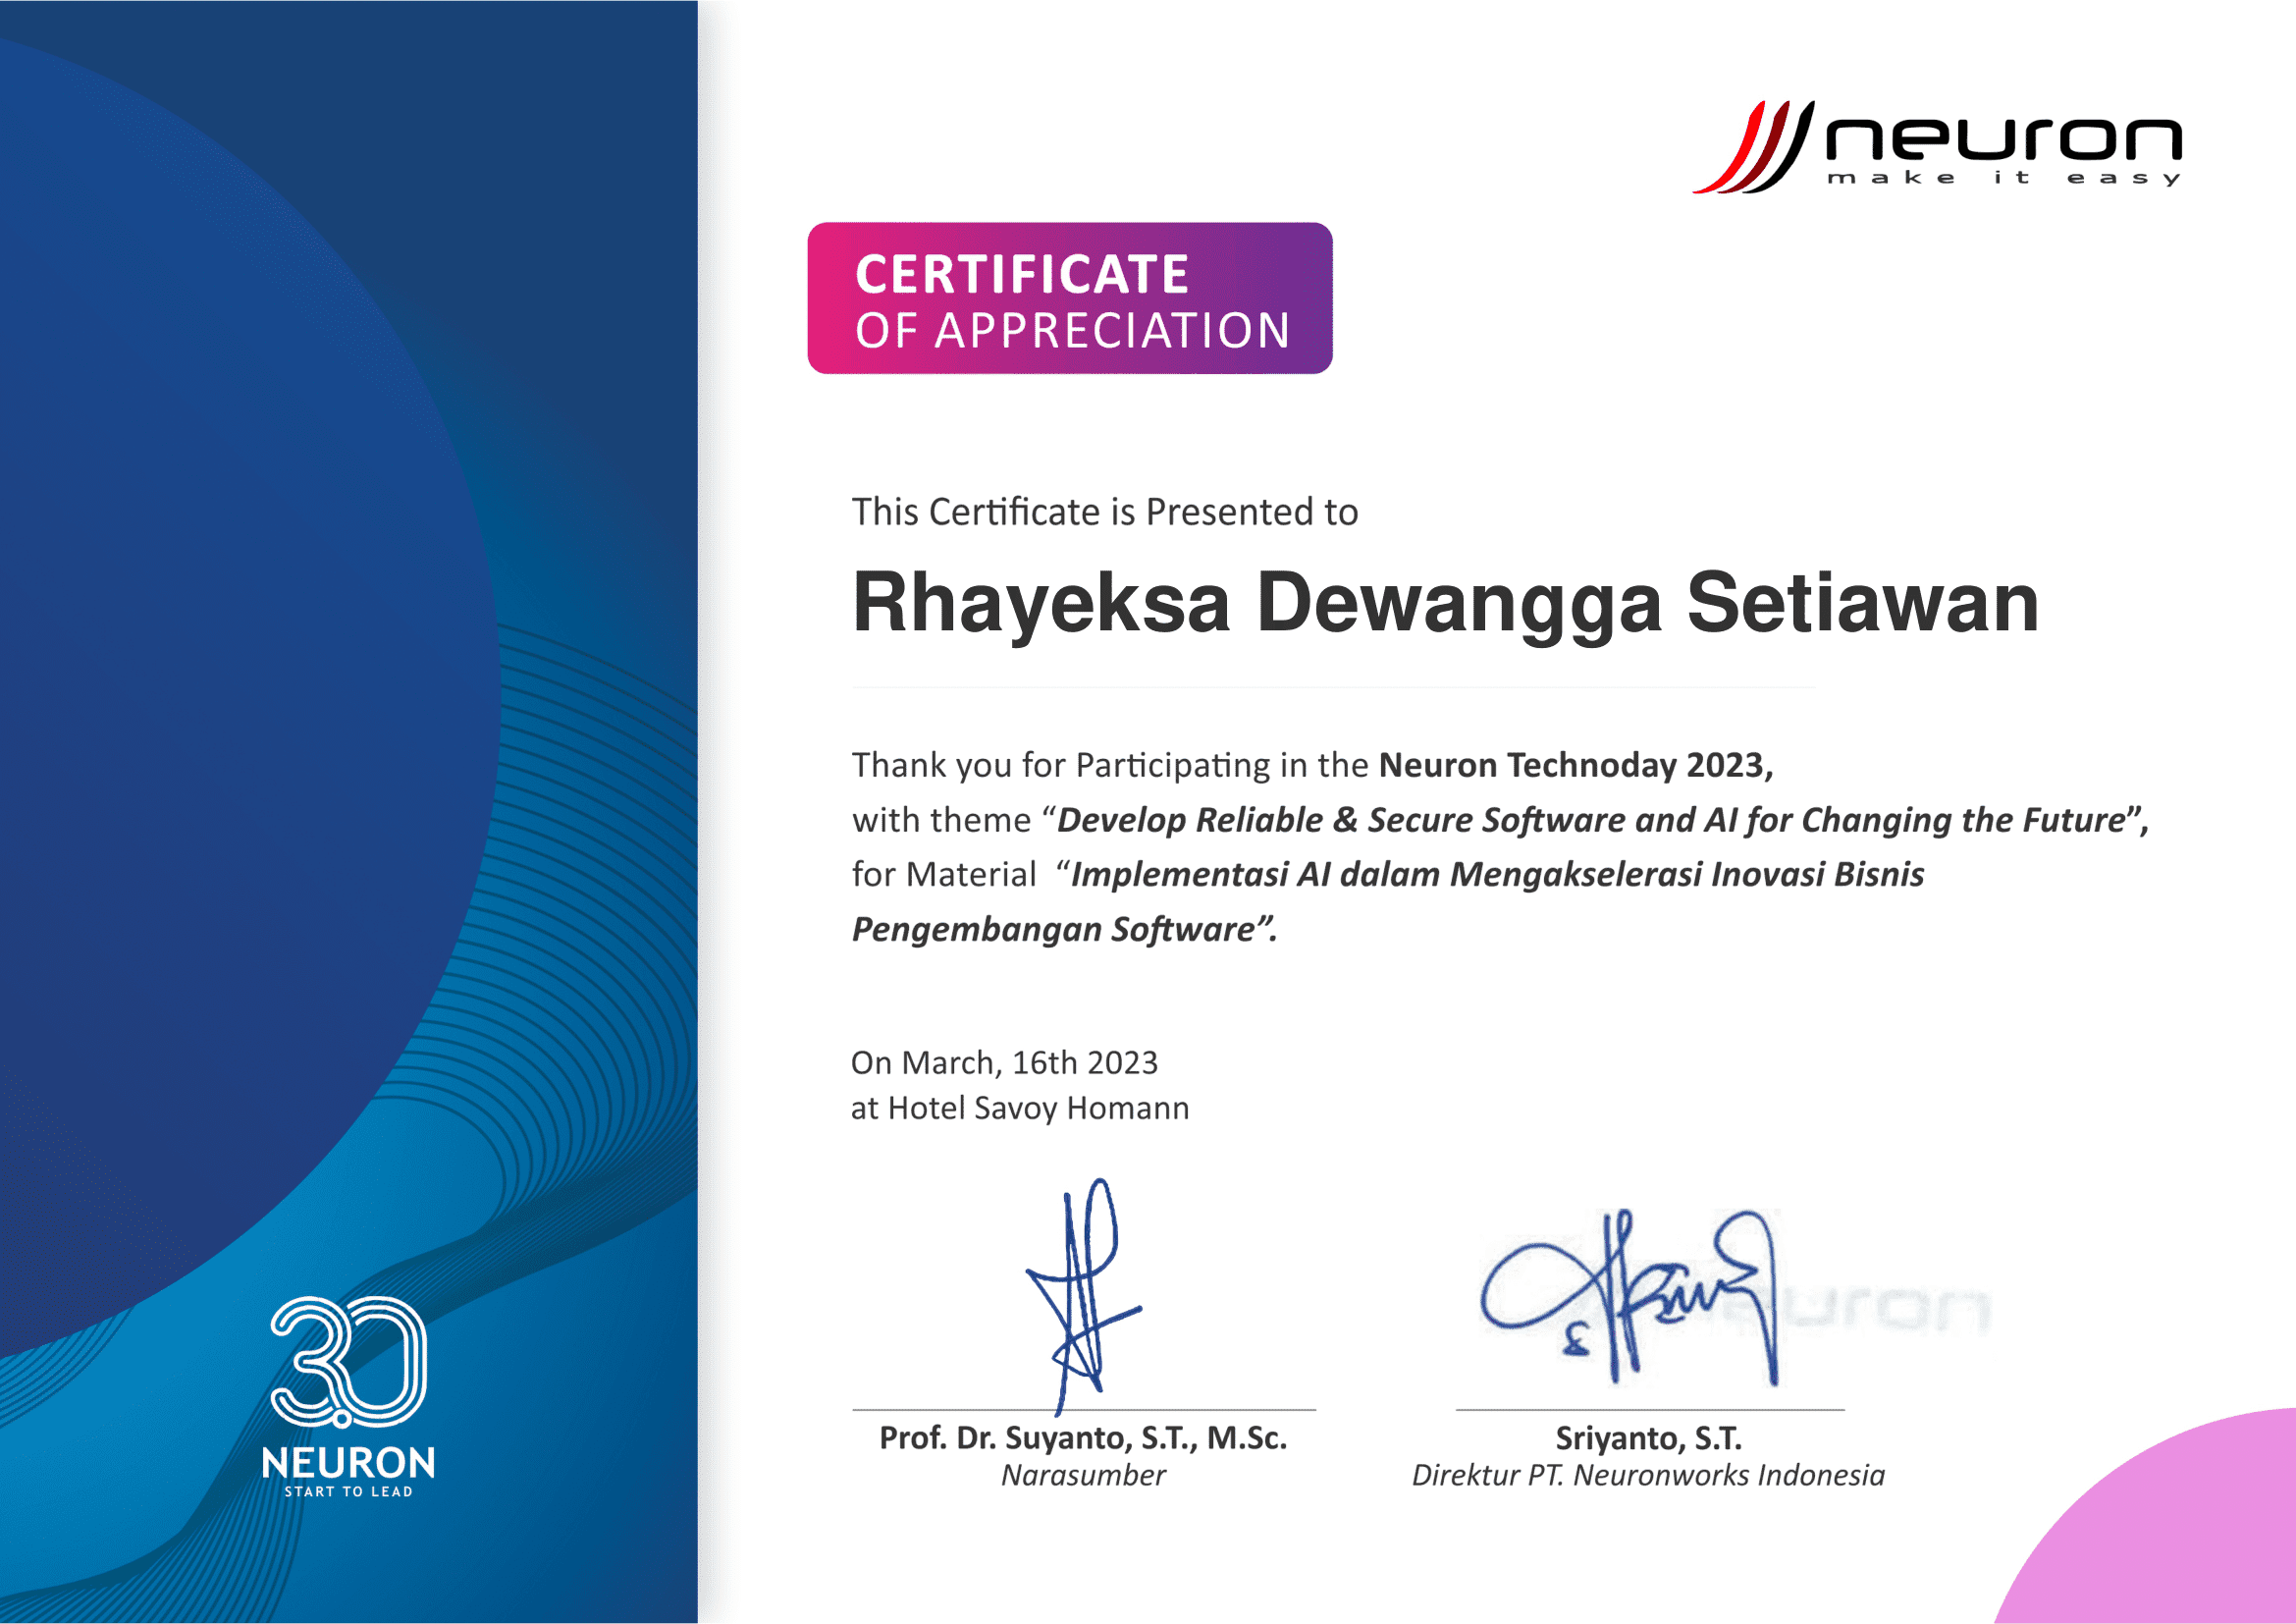 neuron
make it easy
CERTIFICATE
OF APPRECIATION
This Certificate is Presented to
Rhayeksa Dewangga Setiawan
Thank you for Participating in the Neuron Technoday 2023,
with theme “Develop Reliable & Secure Software and AI for Changing the Future”,
for Material “Implementasi AI dalam Mengakselerasi Inovasi Bisnis
Pengembangan Software”.
On March, 16th 2023
at Hotel Savoy Homann
neuron
Prof. Dr. Suyanto, S.T., M.Sc.
Narasumber
Sriyanto, S.T.
Direktur PT. Neuronworks Indonesia
3.0
NEURON
START TO LEAD